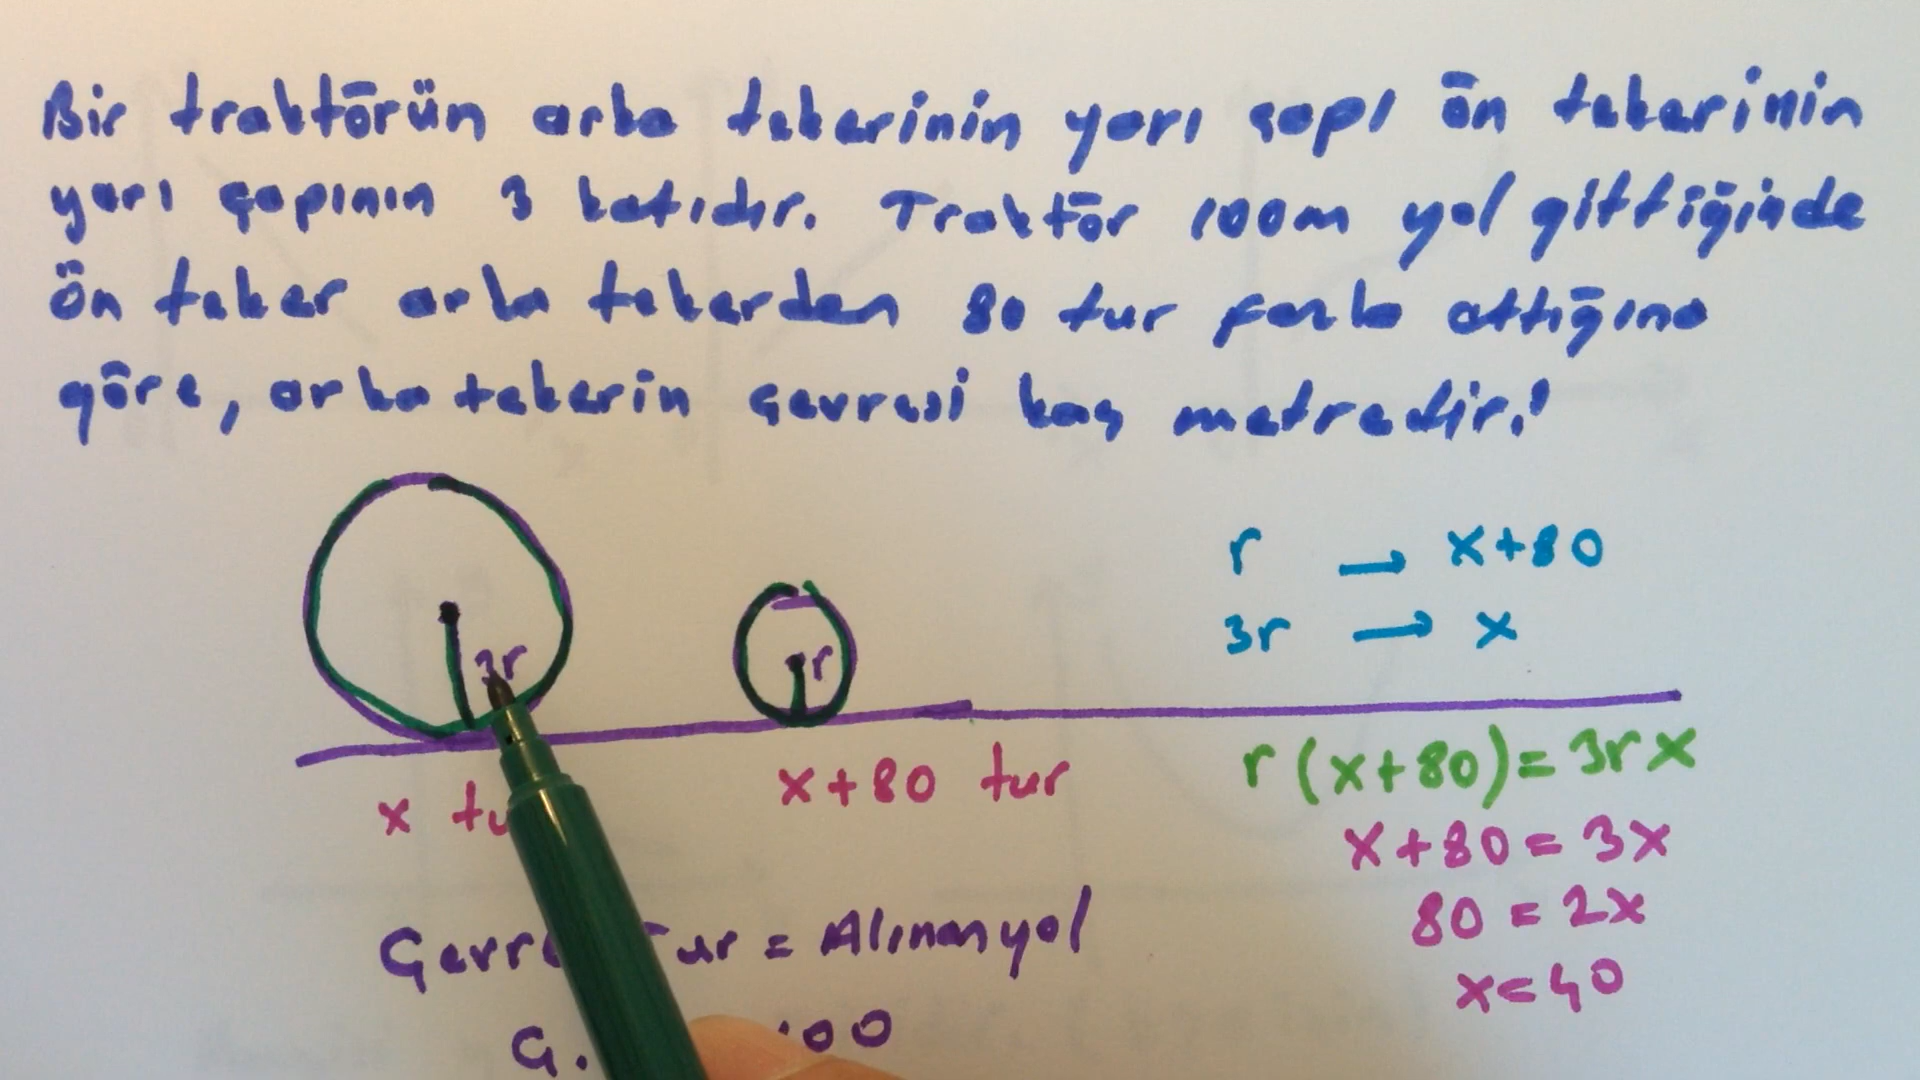 Bir traktörün arka tekerinin yarı çapı ön tekerinin
yarı çapının 3 katıdır. Traktör 100m yol gittiğinde
ön teker arka tekerden 80 tur fazla attığına
göre, arka tekerin çevresi kaç metredir?
3r
r
r → x+80
3r → x
x tu
x+80 tur
r(x+80)=3rx
x+80=3x
80=2x
x=40
ur = Alınan yol
Ç.